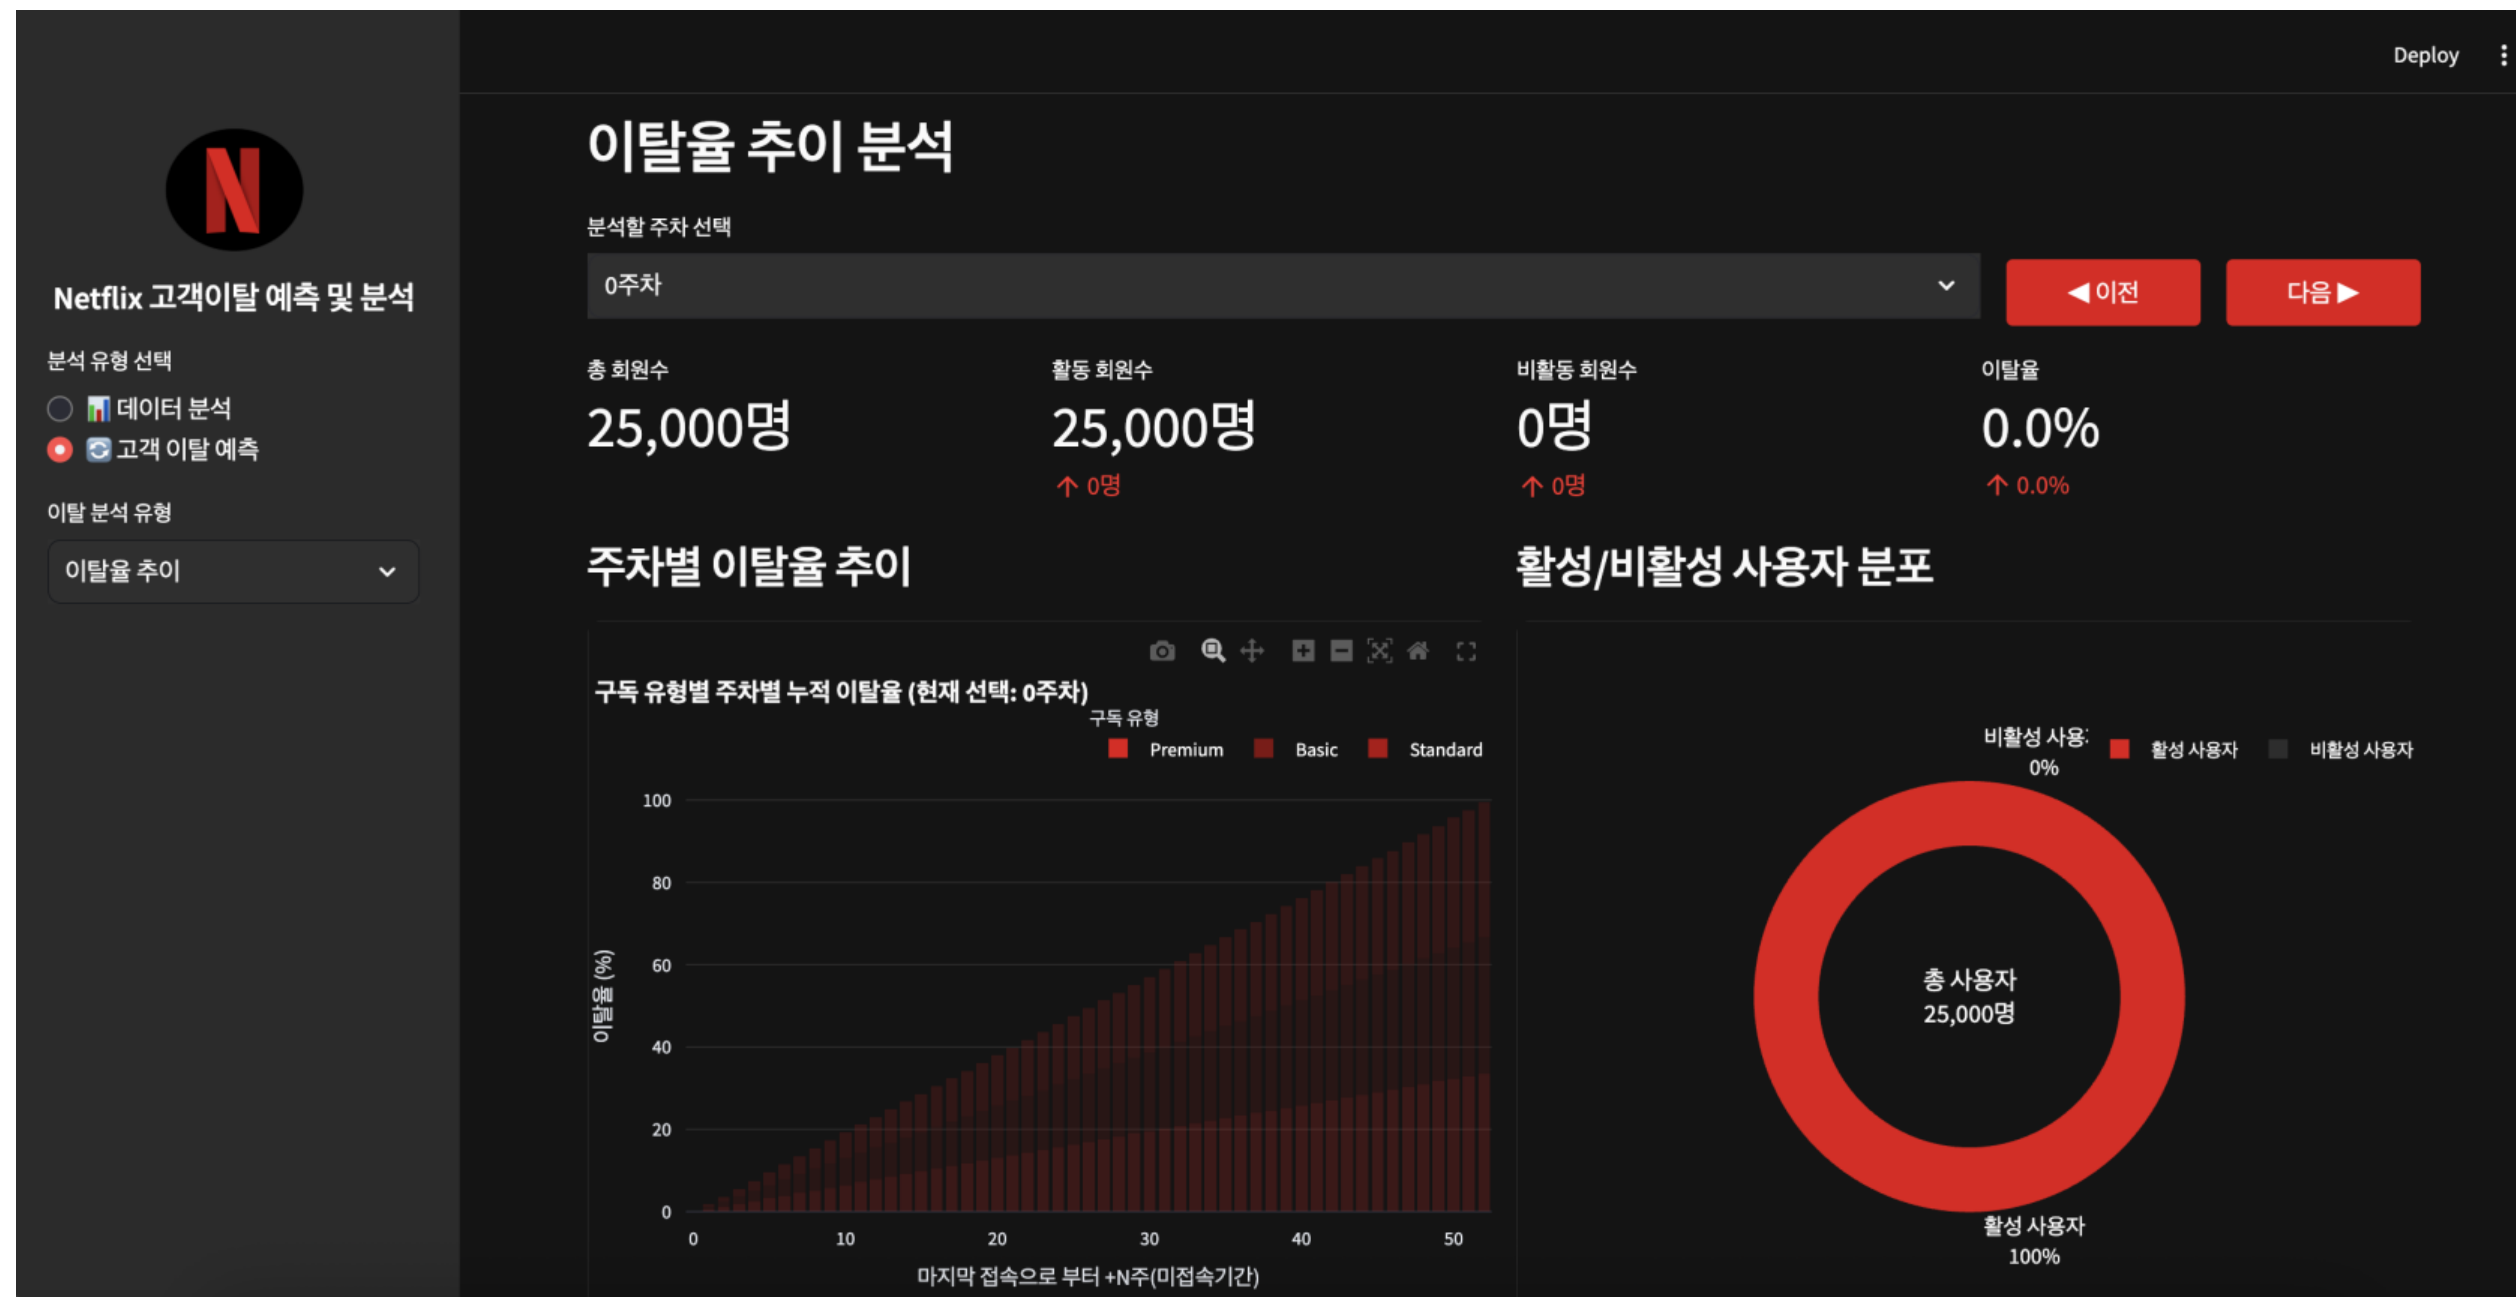 Deploy
N
Netflix 고객이탈 예측 및 분석
분석 유형 선택
데이터 분석
고객 이탈 예측
이탈 분석 유형
이탈율 추이
이탈율 추이 분석
분석할 주차 선택
0주차
◀ 이전
다음 ▶
총 회원수
25,000명
활동 회원수
25,000명
↑ 0명
비활동 회원수
0명
↑ 0명
이탈율
0.0%
↑ 0.0%
주차별 이탈율 추이
구독 유형별 주차별 누적 이탈율 (현재 선택: 0주차)
구독 유형
Premium
Basic
Standard
이탈율 (%)
100
80
60
40
20
0
0
10
20
30
40
50
마지막 접속으로 부터 +N주(미접속기간)
활성/비활성 사용자 분포
비활성 사용
0%
활성 사용자
비활성 사용자
총 사용자
25,000명
활성 사용자
100%